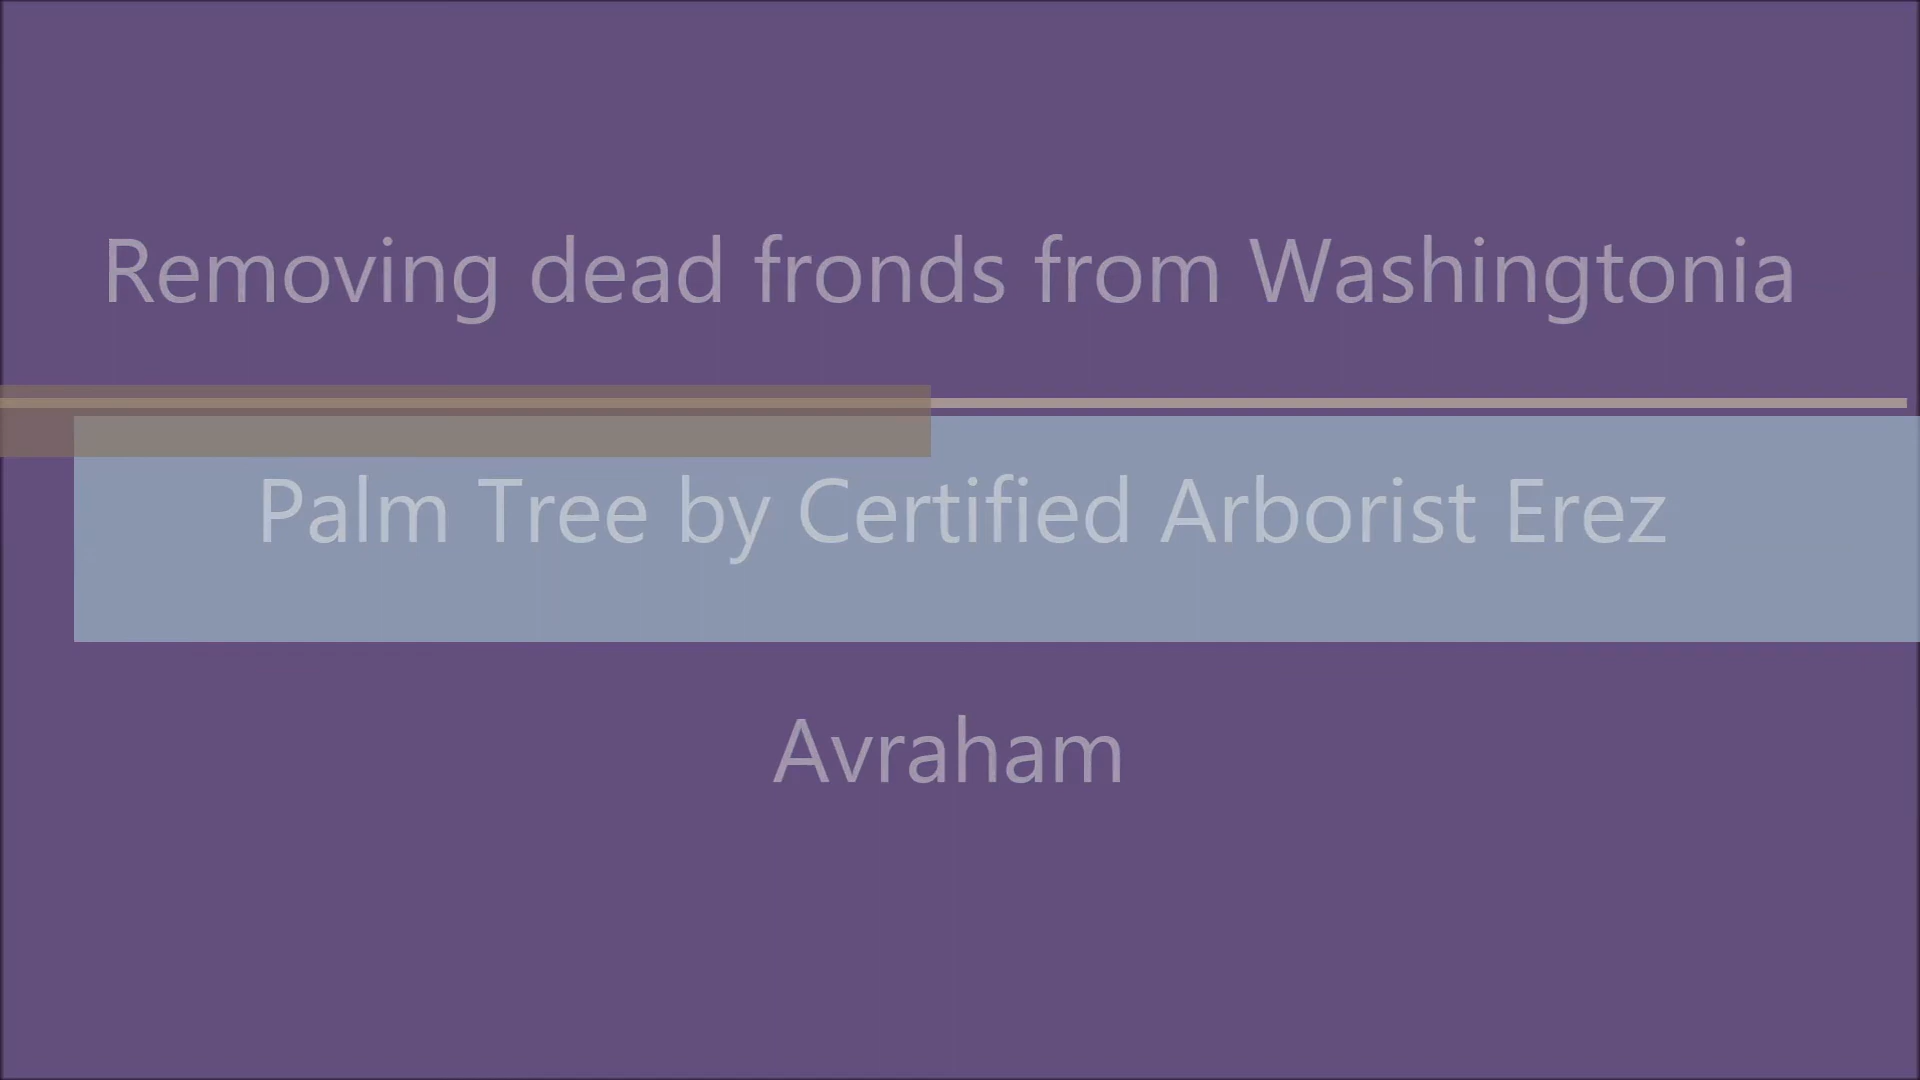 Removing dead fronds from Washingtonia
Palm Tree by Certified Arborist Erez
Avraham